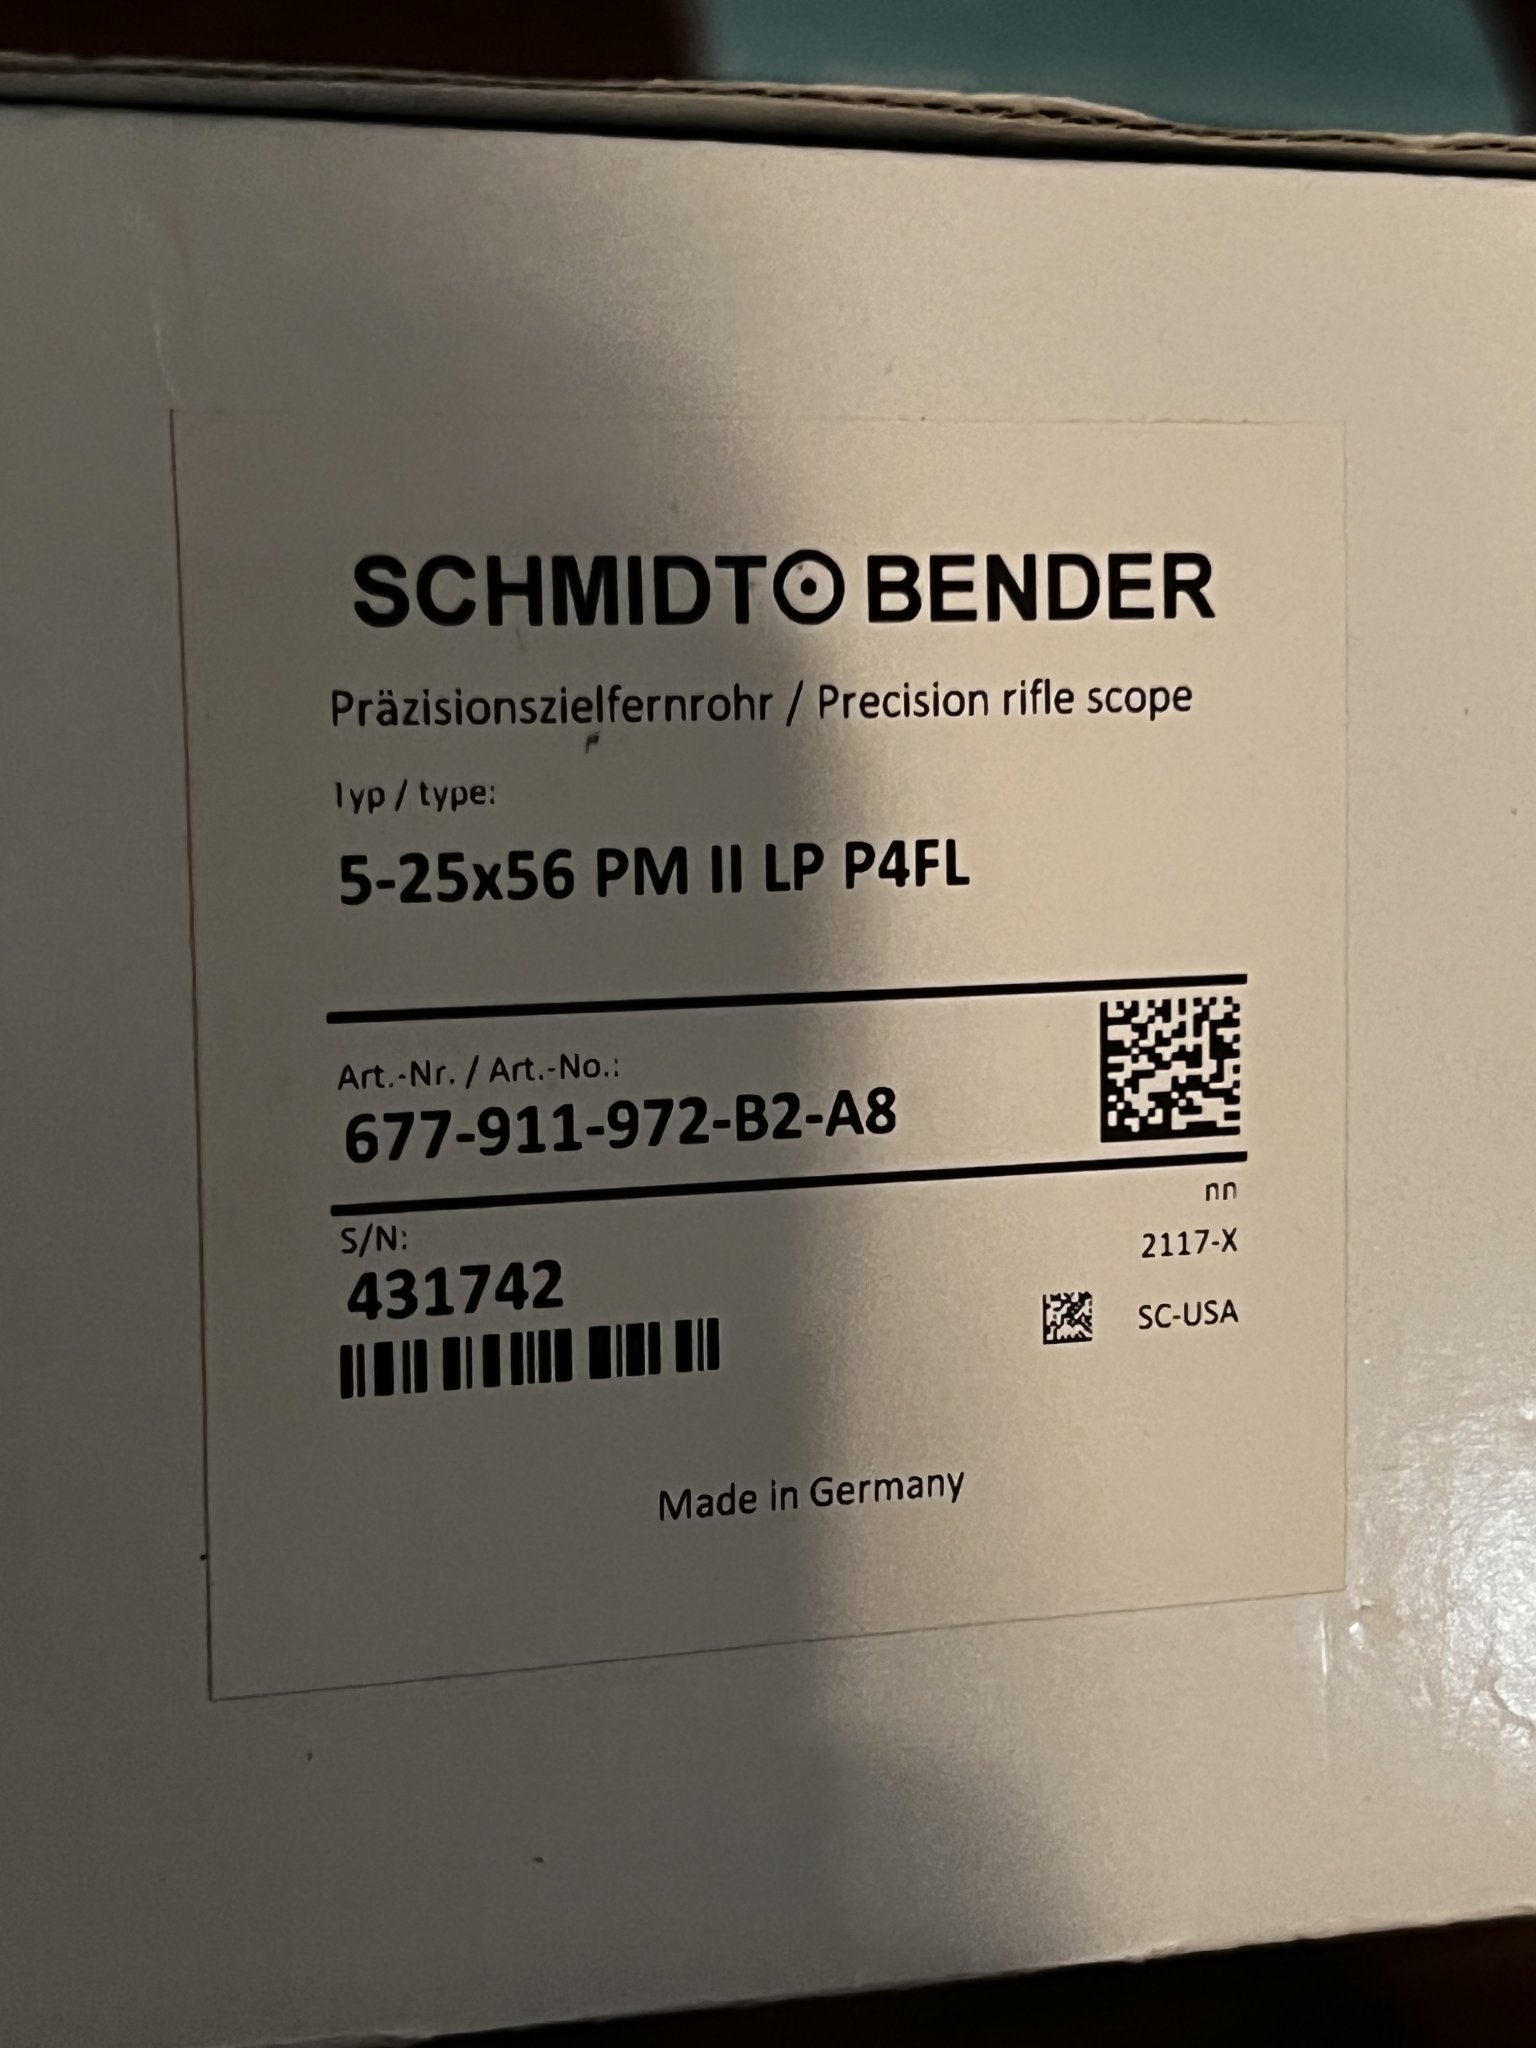 SCHMIDT BENDER
Präzisionszielfernrohr / Precision rifle scope
Typ / type:
5-25x56 PM II LP P4FL
Art.-Nr. / Art.-No.:
677-911-972-B2-A8
nn
S/N:
2117-X
431742
SC-USA
Made in Germany